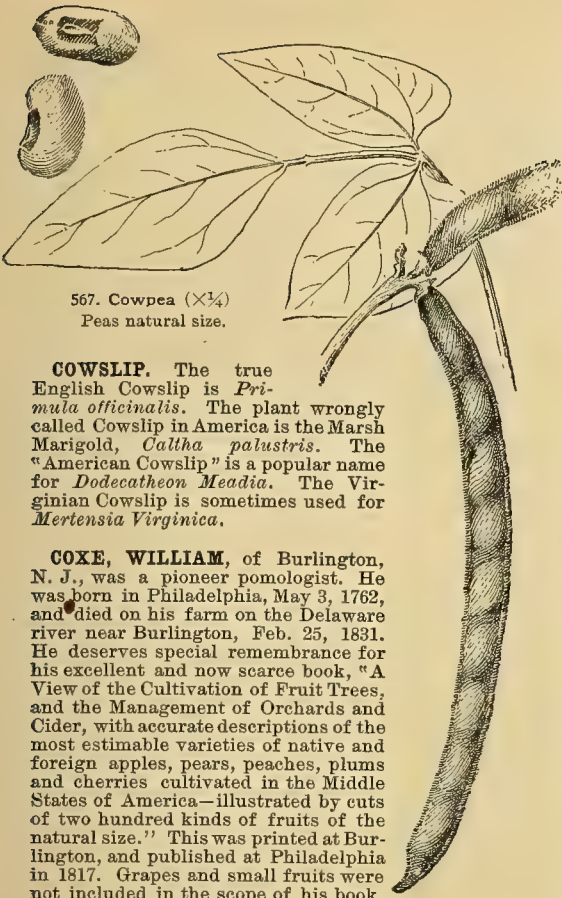 567. Cowpea (×¼)
Peas natural size.
COWSLIP. The true
English Cowslip is Pri-
mula officinalis. The plant wrongly
called Cowslip in America is the Marsh
Marigold, Caltha palustris. The
"American Cowslip" is a popular name
for Dodecatheon Meadia. The Vir-
ginian Cowslip is sometimes used for
Mertensia Virginica.
COXE, WILLIAM, of Burlington,
N. J., was a pioneer pomologist. He
was born in Philadelphia, May 3, 1762,
and died on his farm on the Delaware
river near Burlington, Feb. 25, 1831.
He deserves special remembrance for
his excellent and now scarce book, "A
View of the Cultivation of Fruit Trees,
and the Management of Orchards and
Cider, with accurate descriptions of the
most estimable varieties of native and
foreign apples, pears, peaches, plums
and cherries cultivated in the Middle
States of America—illustrated by cuts
of two hundred kinds of fruits of the
natural size." This was printed at Bur-
lington, and published at Philadelphia
in 1817. Grapes and small fruits were
not included in the scope of his book.